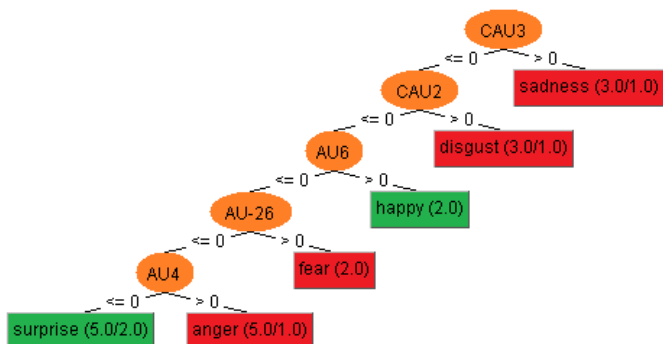 CAU3
<= 0 > 0
CAU2 sadness (3.0/1.0)
<= 0 > 0
AU6 disgust (3.0/1.0)
<= 0 > 0
AU-26 happy (2.0)
<= 0 > 0
AU4 fear (2.0)
<= 0 > 0
surprise (5.0/2.0) anger (5.0/1.0)